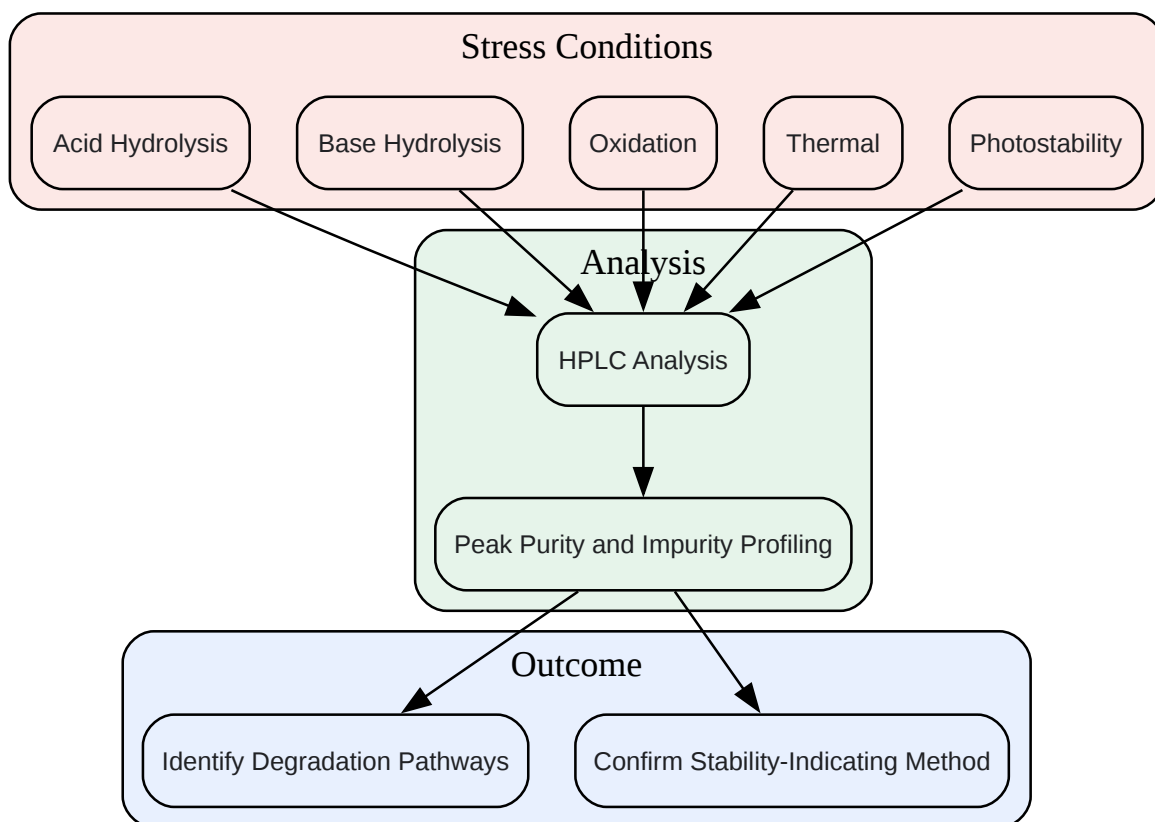 Stress Conditions
Acid Hydrolysis
Base Hydrolysis
Oxidation
Thermal
Photostability
Analysis
HPLC Analysis
Peak Purity and Impurity Profiling
Outcome
Identify Degradation Pathways
Confirm Stability-Indicating Method